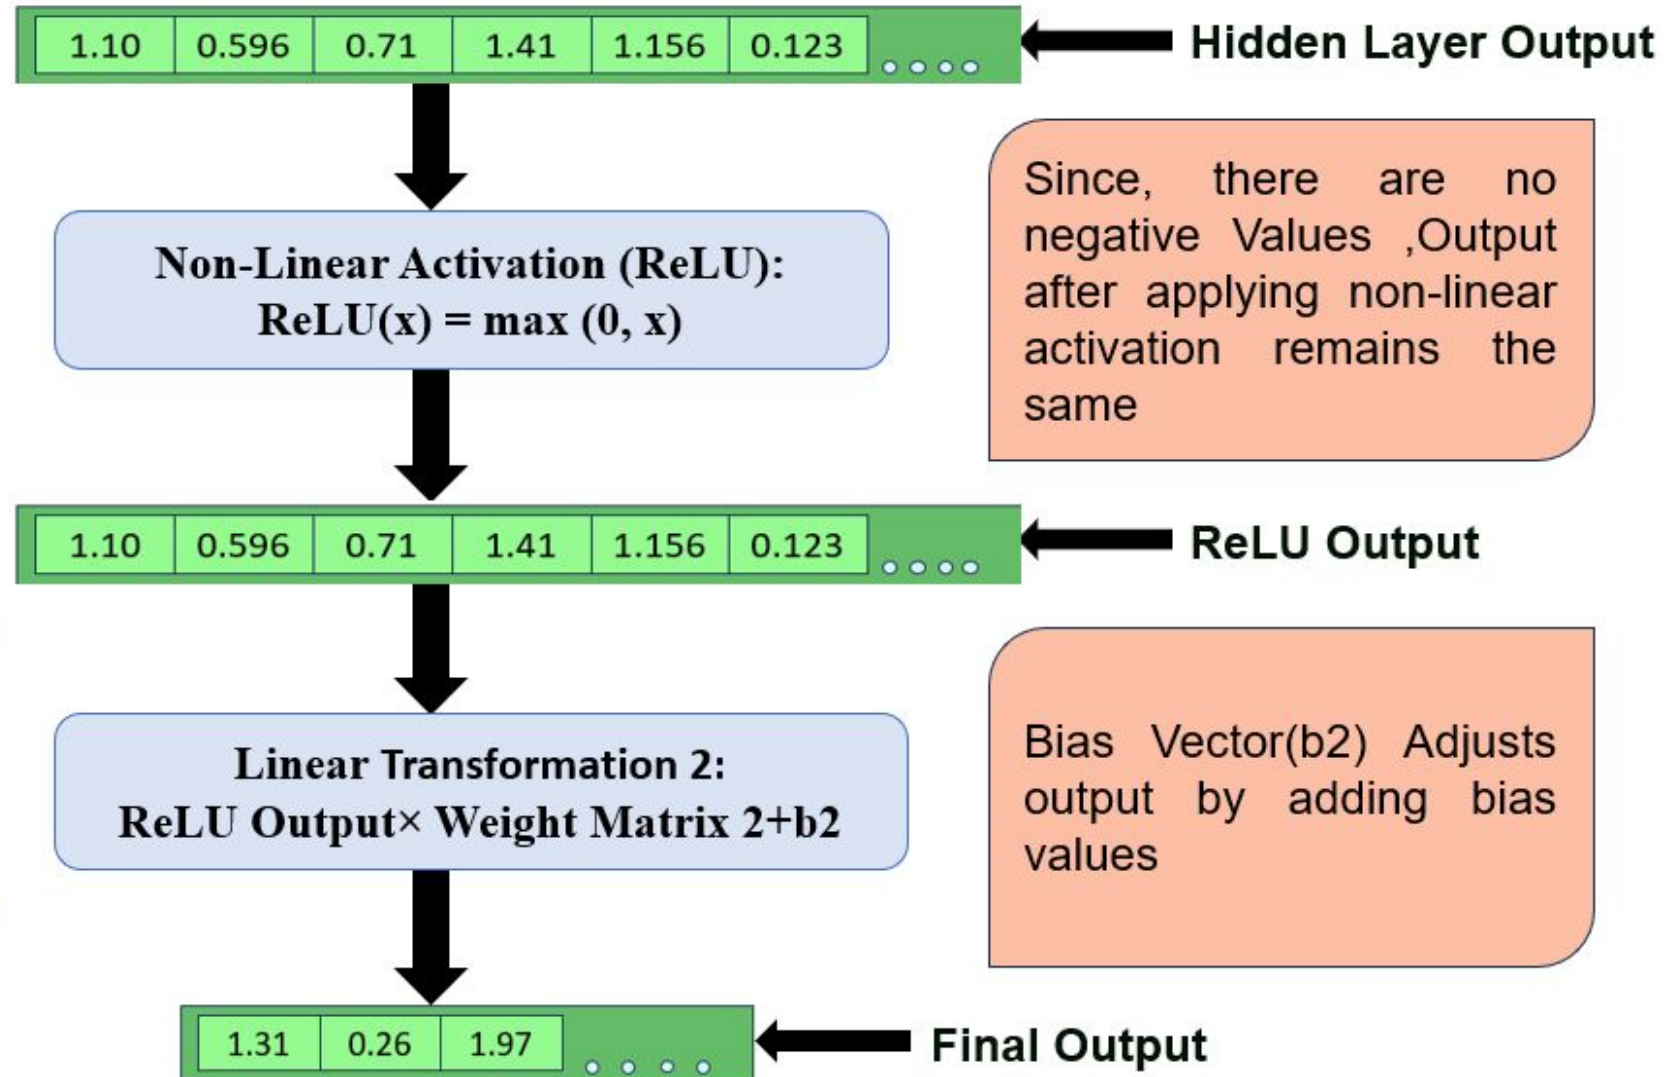 1.10 0.596 0.71 1.41 1.156 0.123
Hidden Layer Output
Non-Linear Activation (ReLU):
ReLU(x) = max (0, x)
Since, there are no
negative Values ,Output
after applying non-linear
activation remains the
same
1.10 0.596 0.71 1.41 1.156 0.123
ReLU Output
Linear Transformation 2:
ReLU Output× Weight Matrix 2+b2
Bias Vector(b2) Adjusts
output by adding bias
values
1.31 0.26 1.97
Final Output